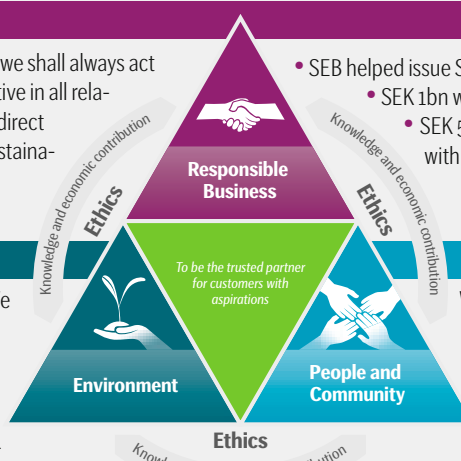 we shall always act
tive in all rela-
direct
staina-
• SEB helped issue S
• SEK 1bn w
• SEK 5
with
Knowledge and economic contribution
Ethics
Responsible
Business
Ethics
Knowledge and economic contribution
To be the trusted partner
for customers with
aspirations
Environment
People and
Community
Ethics
Know
ution